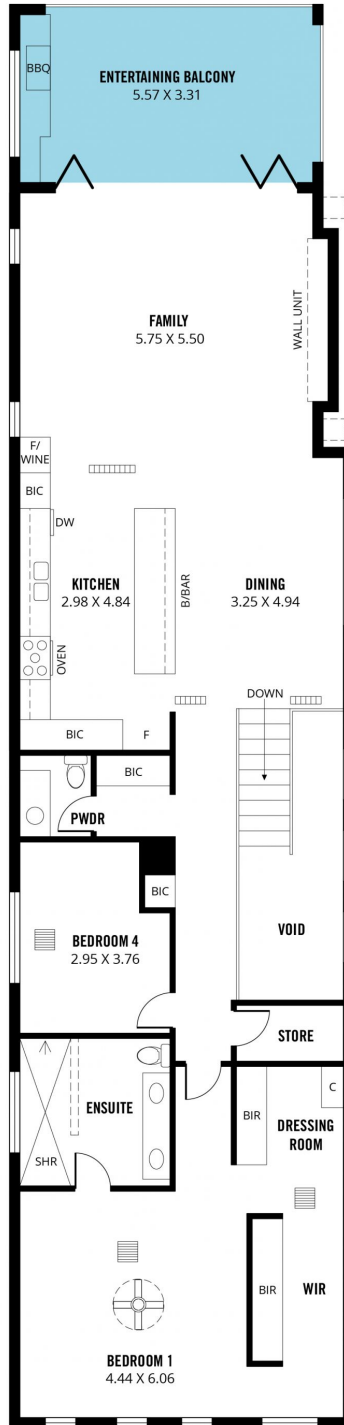 BBQ
ENTERTAINING BALCONY
5.57 X 3.31
FAMILY
5.75 X 5.50
WALL UNIT
F/
WINE
BIC
DW
KITCHEN
2.98 X 4.84
B/BAR
DINING
3.25 X 4.94
OVEN
DOWN
BIC
F
BIC
PWDR
BIC
BEDROOM 4
2.95 X 3.76
VOID
STORE
ENSUITE
SHR
BIR
C
DRESSING
ROOM
BIR
WIR
BEDROOM 1
4.44 X 6.06